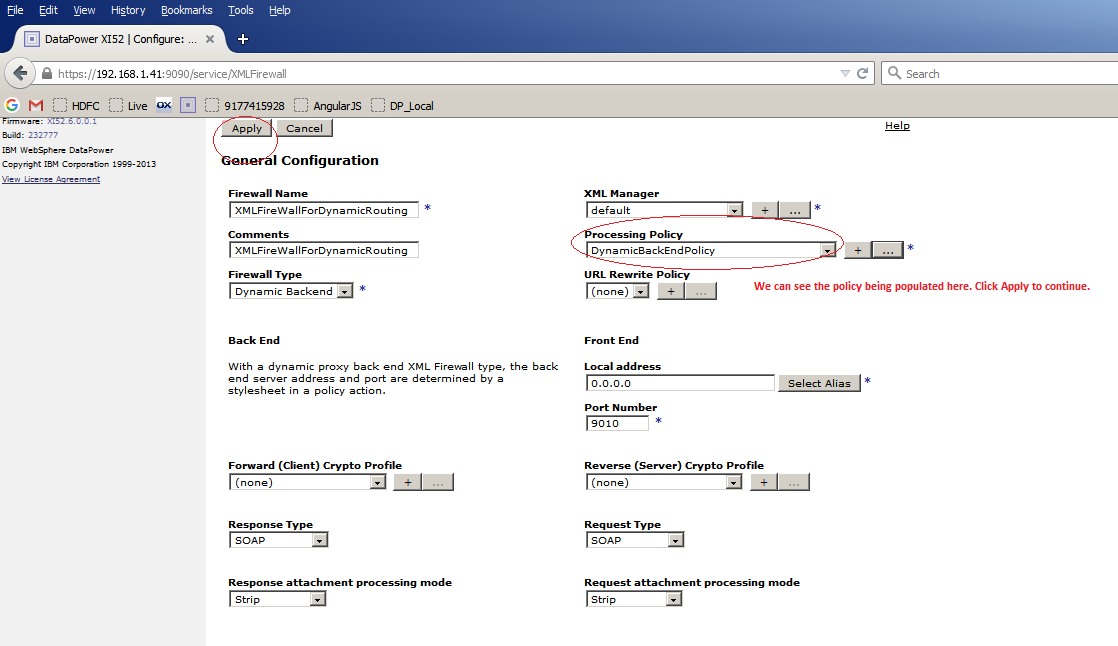 File Edit View History Bookmarks Tools Help
DataPower XI52 | Configure: ... × +
https://192.168.1.41:9090/service/XMLFirewall Search
HDFC Live OX 9177415928 AngularJS DP_Local
Firmware: XI52.6.0.0.1
Build: 232777
IBM WebSphere DataPower
Copyright IBM Corporation 1999-2013
View License Agreement
Apply Cancel Help
General Configuration
Firewall Name XML Manager
XMLFireWallForDynamicRouting * default + ... *
Comments Processing Policy
XMLFireWallForDynamicRouting DynamicBackEndPolicy + ... *
Firewall Type URL Rewrite Policy
Dynamic Backend * (none) + ...
We can see the policy being populated here. Click Apply to continue.
Back End Front End
With a dynamic proxy back end XML Firewall type, the back
end server address and port are determined by a
stylesheet in a policy action.
Local address
0.0.0.0 Select Alias *
Port Number
9010 *
Forward (Client) Crypto Profile Reverse (Server) Crypto Profile
(none) + ... (none) + ...
Response Type Request Type
SOAP SOAP
Response attachment processing mode Request attachment processing mode
Strip Strip